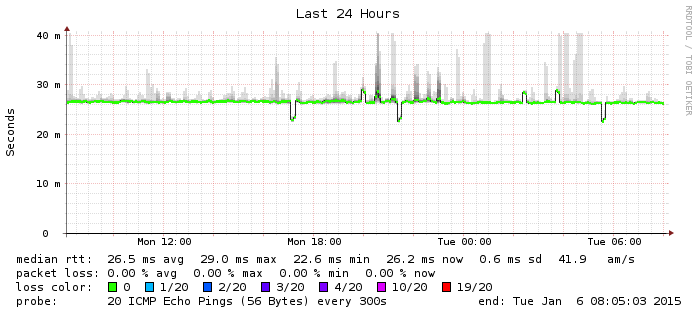 Last 24 Hours
RRDTOOL / TOBI OETIKER
Seconds
40 m
30 m
20 m
10 m
0
Mon 12:00 Mon 18:00 Tue 00:00 Tue 06:00
median rtt: 26.5 ms avg 29.0 ms max 22.6 ms min 26.2 ms now 0.6 ms sd 41.9 am/s
packet loss: 0.00 % avg 0.00 % max 0.00 % min 0.00 % now
loss color: 0 1/20 2/20 3/20 4/20 10/20 19/20
probe: 20 ICMP Echo Pings (56 Bytes) every 300s end: Tue Jan 6 08:05:03 2015